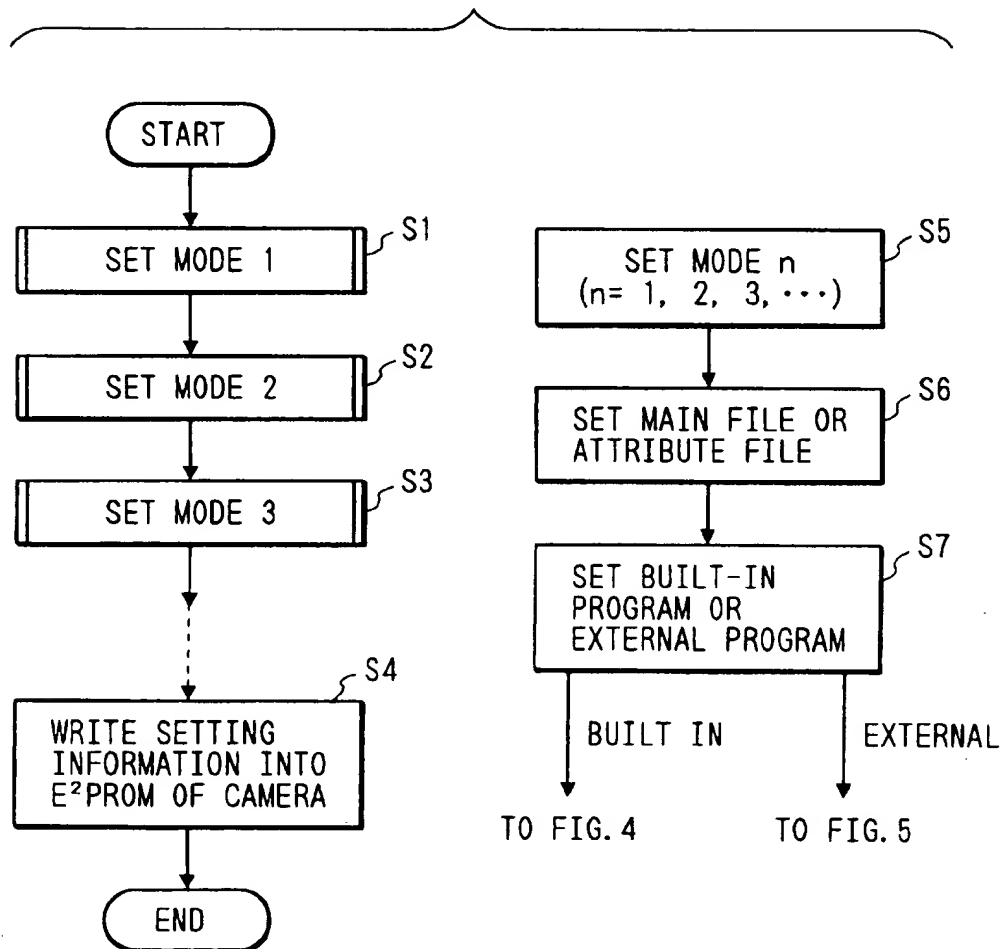 START
S1
SET MODE 1
S2
SET MODE 2
S3
SET MODE 3
S4
WRITE SETTING
INFORMATION INTO
E²PROM OF CAMERA
END
S5
SET MODE n
(n= 1, 2, 3, ···)
S6
SET MAIN FILE OR
ATTRIBUTE FILE
S7
SET BUILT-IN
PROGRAM OR
EXTERNAL PROGRAM
BUILT IN
EXTERNAL
TO FIG. 4
TO FIG. 5